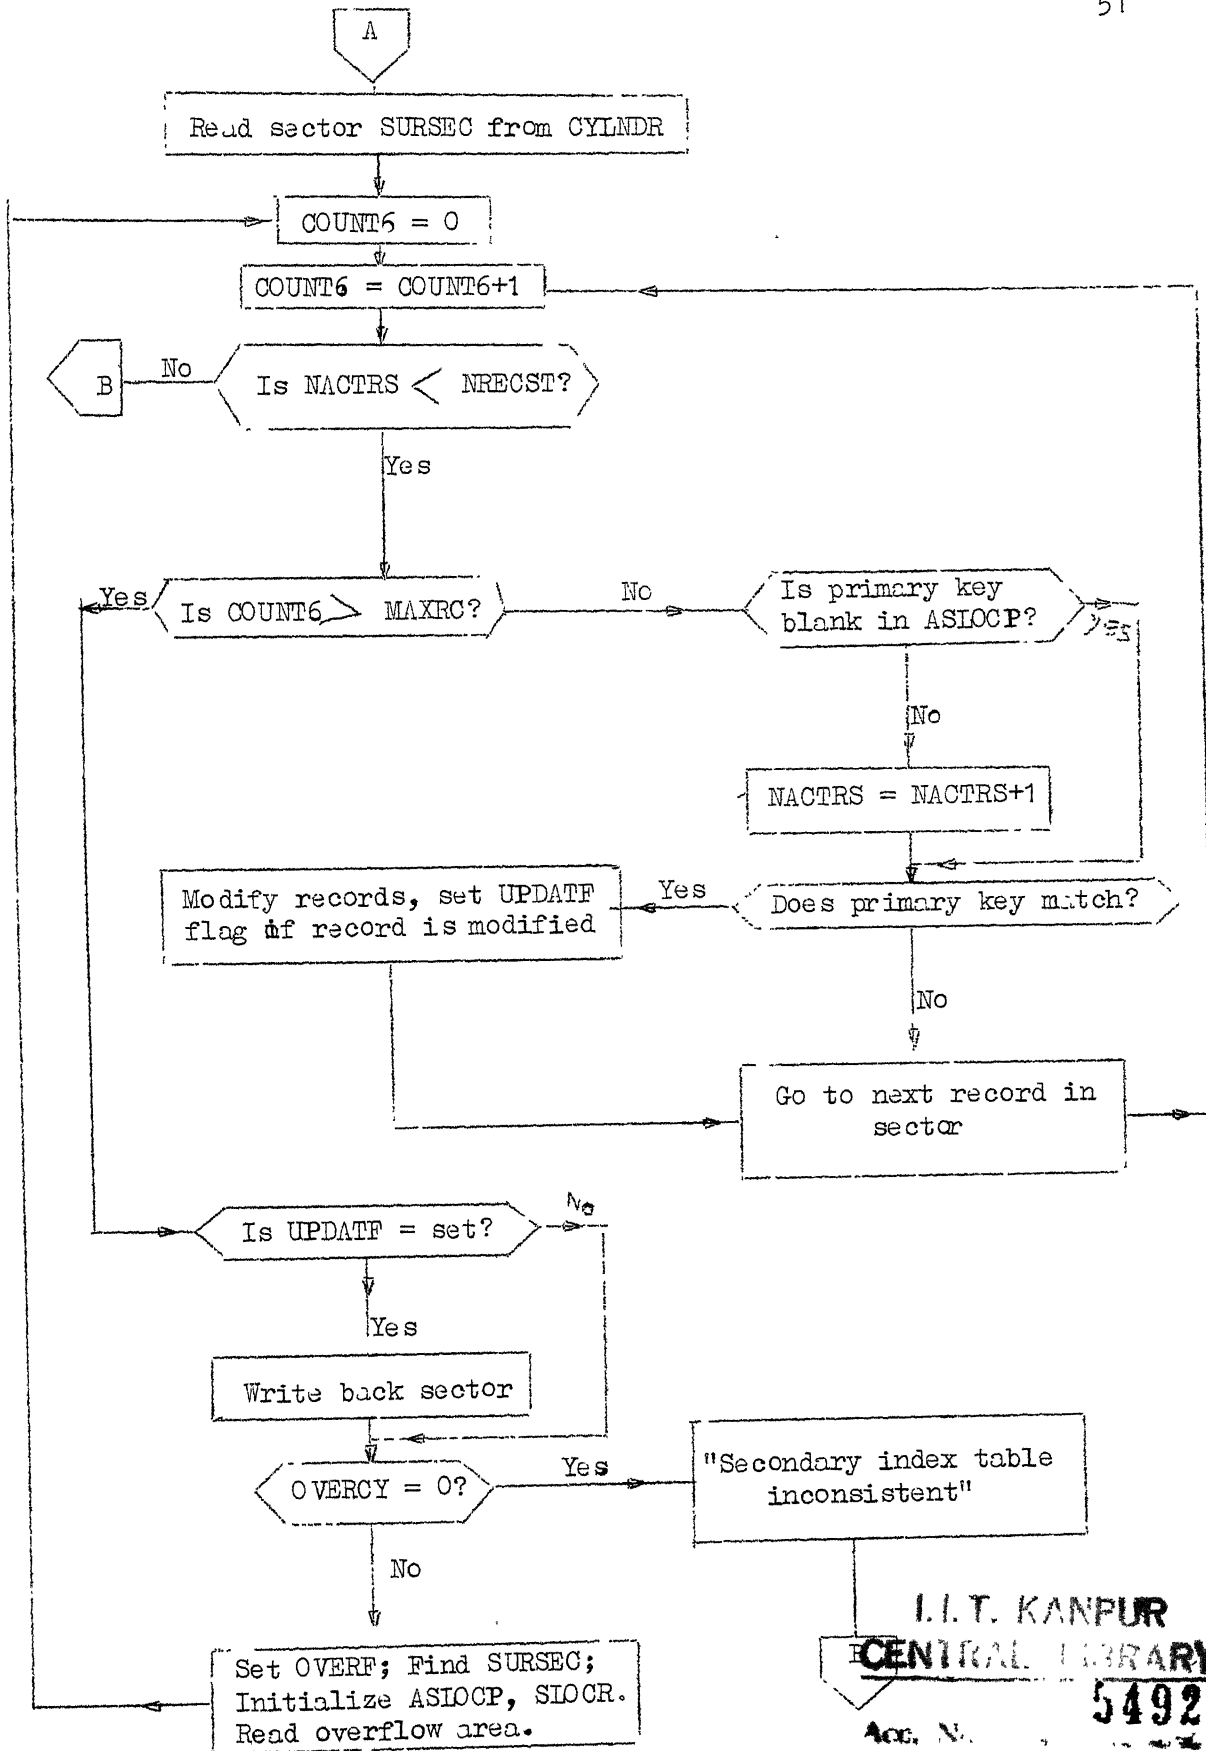 51
A
Read sector SURSEC from CYLNDR
COUNT6 = 0
COUNT6 = COUNT6+1
B
No
Is NACTRS < NRECST?
Yes
Yes
Is COUNT6 > MAXRC?
No
Is primary key
blank in ASLOCP?
Yes
No
NACTRS = NACTRS+1
Modify records, set UPDATF
flag if record is modified
Yes
Does primary key match?
No
Go to next record in
sector
Is UPDATF = set?
No
Yes
Write back sector
OVERCY = 0?
Yes
"Secondary index table
inconsistent"
No
Set OVERF; Find SURSEC;
Initialize ASLOCP, SLOCR.
Read overflow area.
I.I.T. KANPUR
CENTRAL LIBRARY
5492
Acc. No.